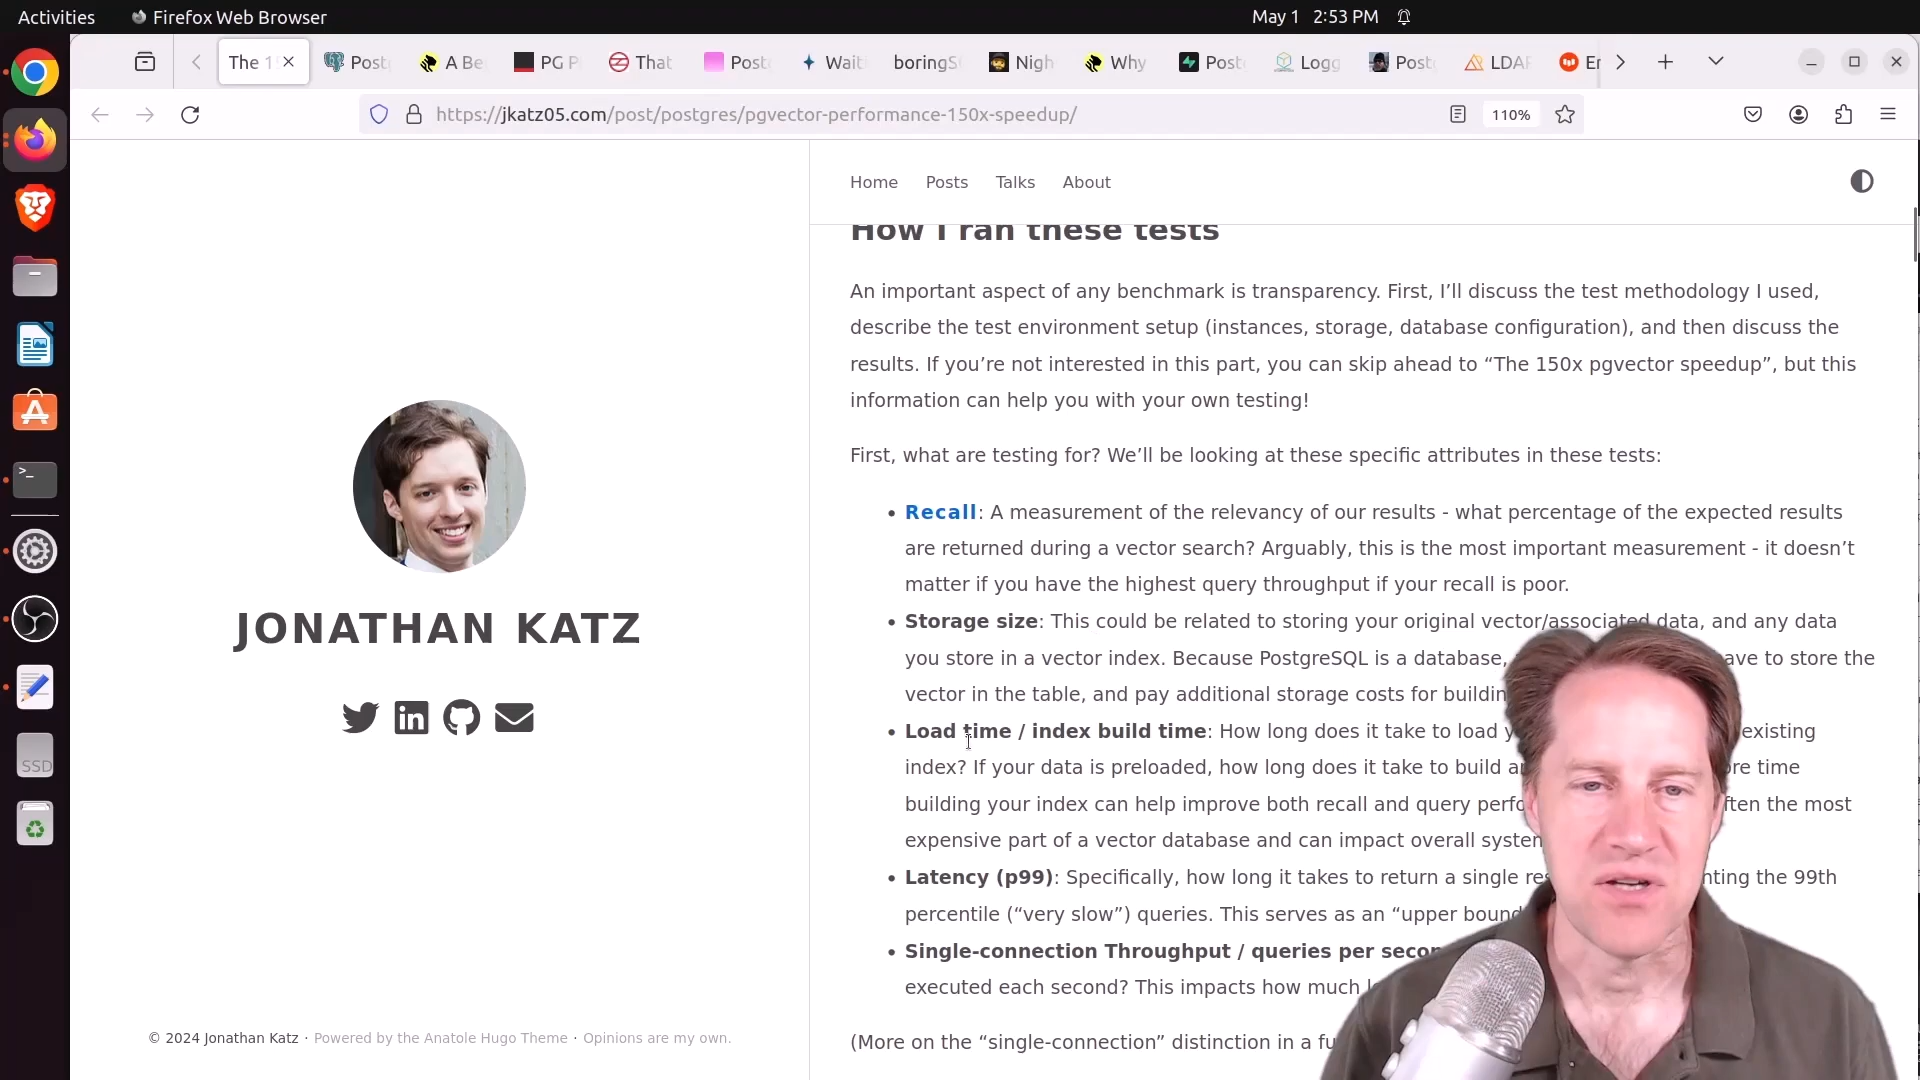 Activities
Firefox Web Browser
May 1 2:53 PM
The 1
Post
A Be
PG P
That
Post
Wait
boringS
Nigh
Why
Post
Logg
Post
LDA
Er
https://jkatz05.com/post/postgres/pgvector-performance-150x-speedup/
110%
Home Posts Talks About
How I ran these tests
An important aspect of any benchmark is transparency. First, I’ll discuss the test methodology I used,
describe the test environment setup (instances, storage, database configuration), and then discuss the
results. If you’re not interested in this part, you can skip ahead to “The 150x pgvector speedup”, but this
information can help you with your own testing!
First, what are testing for? We’ll be looking at these specific attributes in these tests:
• Recall: A measurement of the relevancy of our results - what percentage of the expected results
are returned during a vector search? Arguably, this is the most important measurement - it doesn’t
matter if you have the highest query throughput if your recall is poor.
• Storage size: This could be related to storing your original vector/associated data, and any data
you store in a vector index. Because PostgreSQL is a database, ave to store the
vector in the table, and pay additional storage costs for buildin
• Load time / index build time: How long does it take to load y existing
index? If your data is preloaded, how long does it take to build a re time
building your index can help improve both recall and query perfo ften the most
expensive part of a vector database and can impact overall system
• Latency (p99): Specifically, how long it takes to return a single res nting the 99th
percentile (“very slow”) queries. This serves as an “upper bound
• Single-connection Throughput / queries per secon
executed each second? This impacts how much l
(More on the “single-connection” distinction in a fu
JONATHAN KATZ
© 2024 Jonathan Katz · Powered by the Anatole Hugo Theme · Opinions are my own.
SSD